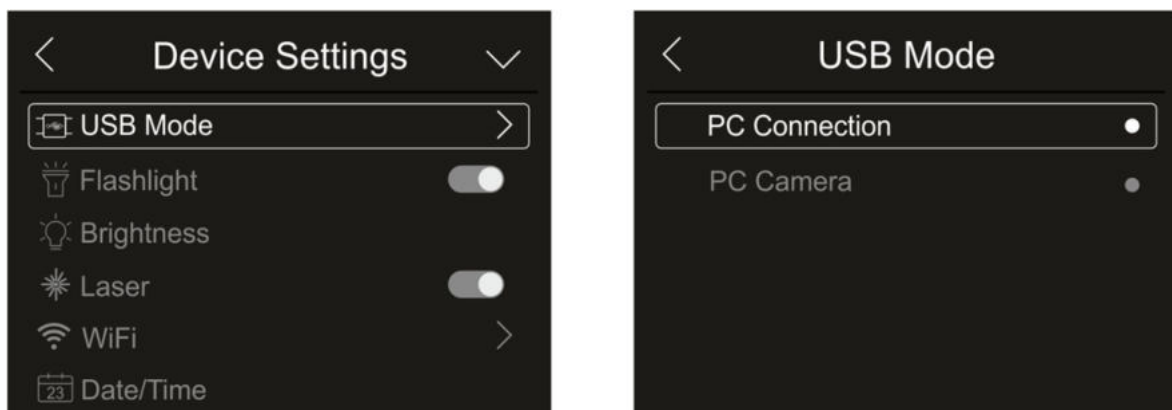 Device Settings
USB Mode
Flashlight
Brightness
Laser
WiFi
23 Date/Time
USB Mode
PC Connection
PC Camera